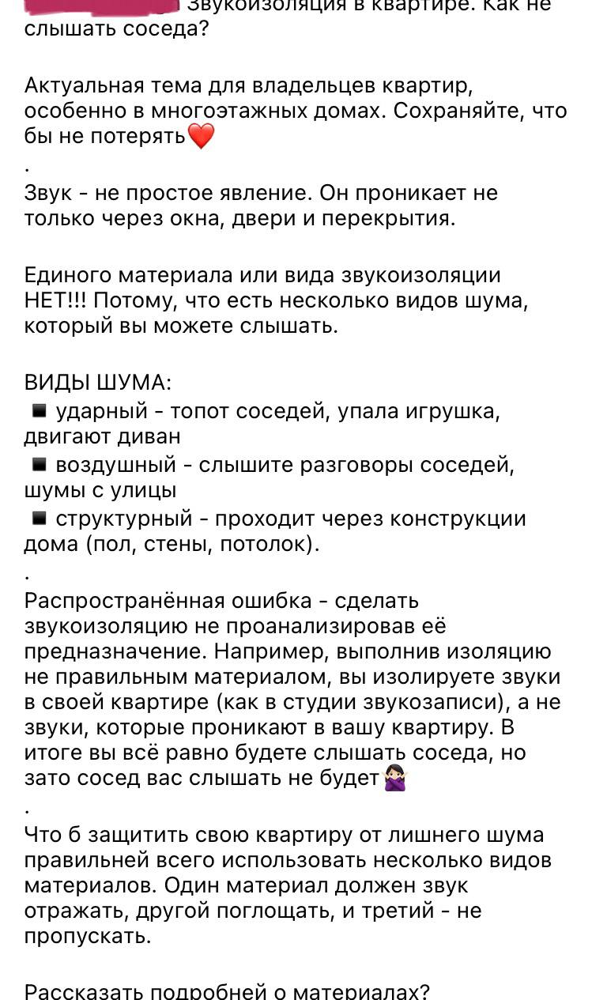 Звукоизоляция в квартире. Как не
слышать соседа?
Актуальная тема для владельцев квартир,
особенно в многоэтажных домах. Сохраняйте, что
бы не потерять❤️
.
Звук - не простое явление. Он проникает не
только через окна, двери и перекрытия.
Единого материала или вида звукоизоляции
НЕТ!!! Потому, что есть несколько видов шума,
который вы можете слышать.
ВИДЫ ШУМА:
◾ ударный - топот соседей, упала игрушка,
двигают диван
◾ воздушный - слышите разговоры соседей,
шумы с улицы
◾ структурный - проходит через конструкции
дома (пол, стены, потолок).
.
Распространённая ошибка - сделать
звукоизоляцию не проанализировав её
предназначение. Например, выполнив изоляцию
не правильным материалом, вы изолируете звуки
в своей квартире (как в студии звукозаписи), а не
звуки, которые проникают в вашу квартиру. В
итоге вы всё равно будете слышать соседа, но
зато сосед вас слышать не будет🙅🏻‍♀️
.
Что б защитить свою квартиру от лишнего шума
правильней всего использовать несколько видов
материалов. Один материал должен звук
отражать, другой поглощать, и третий - не
пропускать.
Рассказать подробней о материалах?